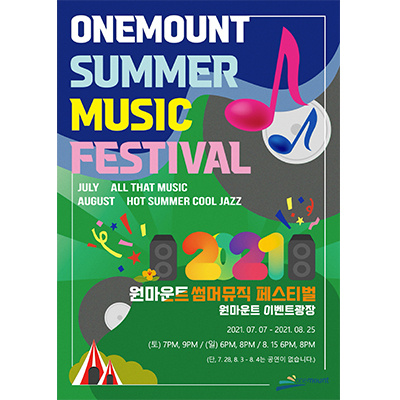 ONEMOUNT
SUMMER
MUSIC
FESTIVAL
JULY ALL THAT MUSIC
AUGUST HOT SUMMER COOL JAZZ
2021
원마운트 썸머뮤직 페스티벌
원마운트 이벤트광장
2021. 07. 07 - 2021. 08. 25
(토) 7PM, 9PM / (일) 6PM, 8PM / 8. 15 6PM, 8PM
(단, 7. 28, 8. 3 - 8. 4는 공연이 없습니다.)
onemount